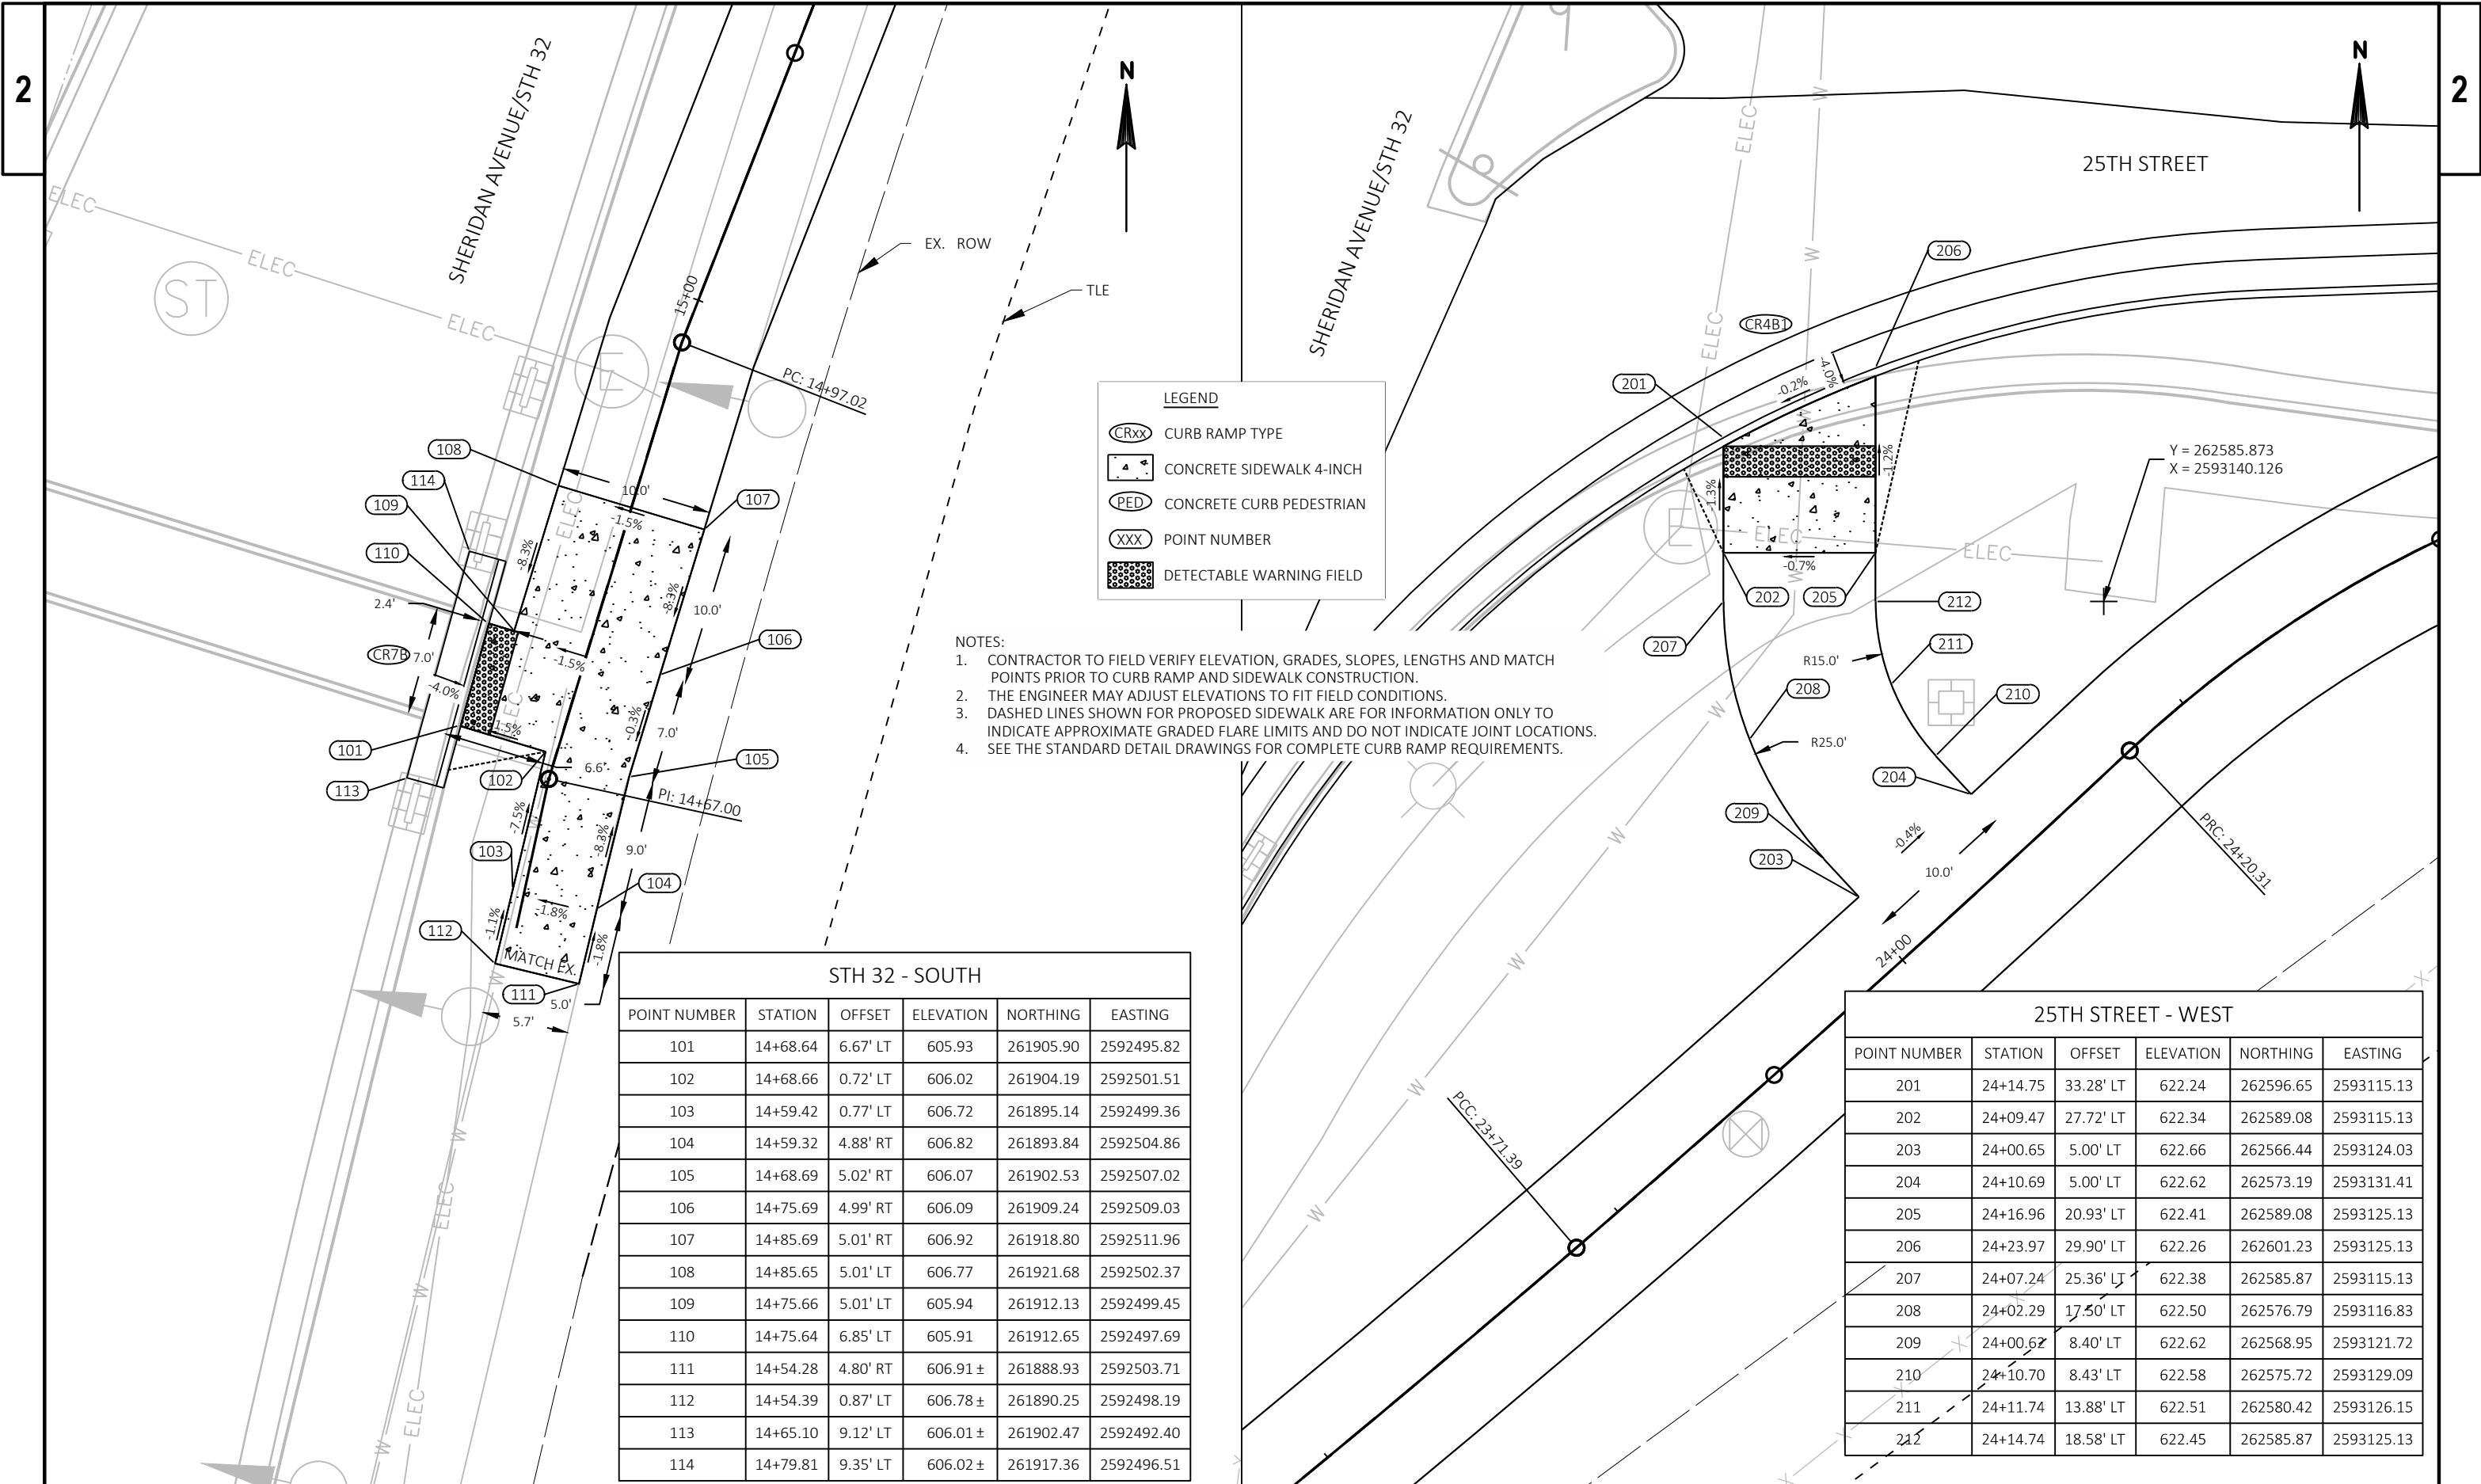 2
2
SHERIDAN AVENUE/STH 32
N
SHERIDAN AVENUE/STH 32
25TH STREET
N
ELEC
ELEC
ELEC
ST
E
15+00
EX. ROW
TLE
PC: 14+97.02
108
114
109
110
107
106
105
104
101
102
103
113
112
111
10.0'
-1.5%
-8.3%
-8.3%
10.0'
ELEC
2.4'
CR7B
7.0'
-4.0%
-1.5%
-1.5%
ELEC
-0.3%
7.0'
6.6'
PI: 14+67.00
-7.5%
W
-8.3%
9.0'
-1.8%
-1.1%
-1.8%
MATCH EX.
W
5.0'
5.7'
W
ELEC
W
ELEC
W
LEGEND
CRxx CURB RAMP TYPE
CONCRETE SIDEWALK 4-INCH
PED CONCRETE CURB PEDESTRIAN
XXX POINT NUMBER
DETECTABLE WARNING FIELD
NOTES:
1. CONTRACTOR TO FIELD VERIFY ELEVATION, GRADES, SLOPES, LENGTHS AND MATCH
POINTS PRIOR TO CURB RAMP AND SIDEWALK CONSTRUCTION.
2. THE ENGINEER MAY ADJUST ELEVATIONS TO FIT FIELD CONDITIONS.
3. DASHED LINES SHOWN FOR PROPOSED SIDEWALK ARE FOR INFORMATION ONLY TO
INDICATE APPROXIMATE GRADED FLARE LIMITS AND DO NOT INDICATE JOINT LOCATIONS.
4. SEE THE STANDARD DETAIL DRAWINGS FOR COMPLETE CURB RAMP REQUIREMENTS.
ELEC
W
W
206
CR4B1
ELEC
201
-4.0%
-0.2%
W
-1.2%
-1.3%
E
ELEC
ELEC
-0.7%
W
Y = 262585.873
X = 2593140.126
202
205
212
207
211
R15.0'
208
210
R25.0'
204
209
203
-0.4%
10.0'
PRC: 24+20.31
24+00
PCC: 23+71.39
W
W
W
W
W
W
X
X
X
X
X
X
STH 32 - SOUTH
POINT NUMBER STATION OFFSET ELEVATION NORTHING EASTING
101 14+68.64 6.67' LT 605.93 261905.90 2592495.82
102 14+68.66 0.72' LT 606.02 261904.19 2592501.51
103 14+59.42 0.77' LT 606.72 261895.14 2592499.36
104 14+59.32 4.88' RT 606.82 261893.84 2592504.86
105 14+68.69 5.02' RT 606.07 261902.53 2592507.02
106 14+75.69 4.99' RT 606.09 261909.24 2592509.03
107 14+85.69 5.01' RT 606.92 261918.80 2592511.96
108 14+85.65 5.01' LT 606.77 261921.68 2592502.37
109 14+75.66 5.01' LT 605.94 261912.13 2592499.45
110 14+75.64 6.85' LT 605.91 261912.65 2592497.69
111 14+54.28 4.80' RT 606.91 ± 261888.93 2592503.71
112 14+54.39 0.87' LT 606.78 ± 261890.25 2592498.19
113 14+65.10 9.12' LT 606.01 ± 261902.47 2592492.40
114 14+79.81 9.35' LT 606.02 ± 261917.36 2592496.51
25TH STREET - WEST
POINT NUMBER STATION OFFSET ELEVATION NORTHING EASTING
201 24+14.75 33.28' LT 622.24 262596.65 2593115.13
202 24+09.47 27.72' LT 622.34 262589.08 2593115.13
203 24+00.65 5.00' LT 622.66 262566.44 2593124.03
204 24+10.69 5.00' LT 622.62 262573.19 2593131.41
205 24+16.96 20.93' LT 622.41 262589.08 2593125.13
206 24+23.97 29.90' LT 622.26 262601.23 2593125.13
207 24+07.24 25.36' LT 622.38 262585.87 2593115.13
208 24+02.29 17.50' LT 622.50 262576.79 2593116.83
209 24+00.62 8.40' LT 622.62 262568.95 2593121.72
210 24+10.70 8.43' LT 622.58 262575.72 2593129.09
211 24+11.74 13.88' LT 622.51 262580.42 2593126.15
212 24+14.74 18.58' LT 622.45 262585.87 2593125.13